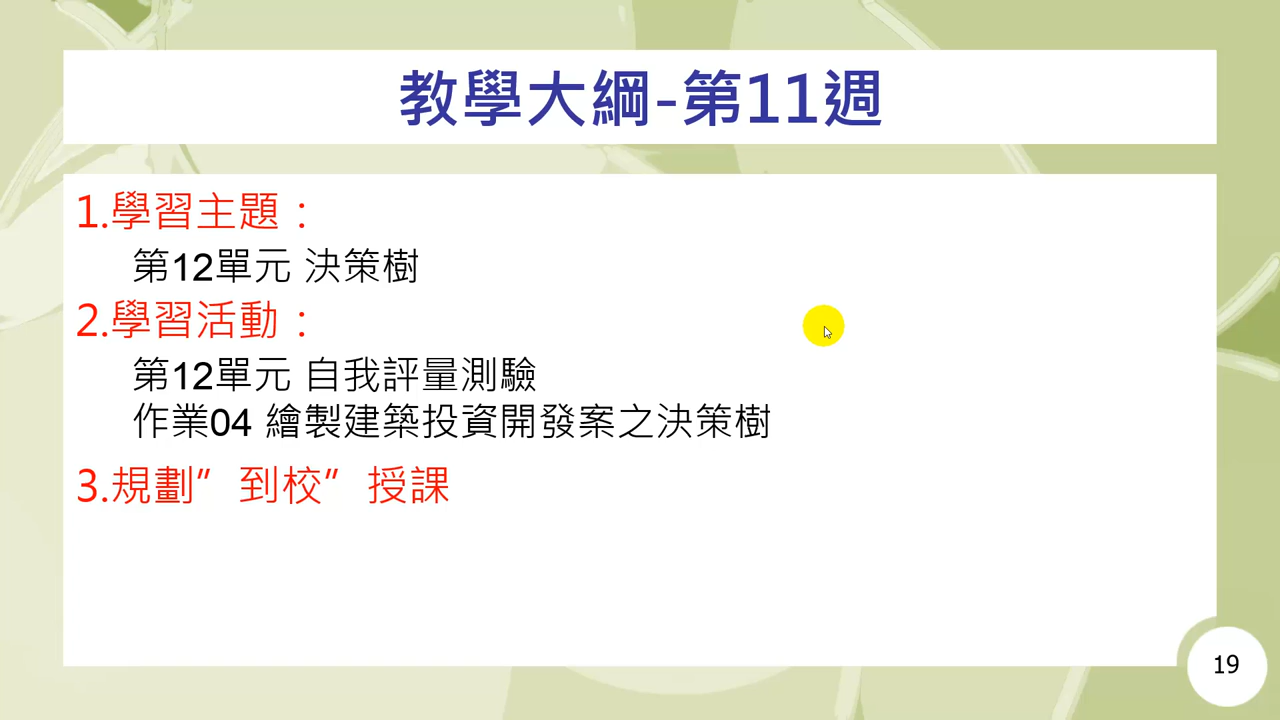 教學大綱-第11週
1.學習主題：
第12單元 決策樹
2.學習活動：
第12單元 自我評量測驗
作業04 繪製建築投資開發案之決策樹
3.規劃”到校”授課
19